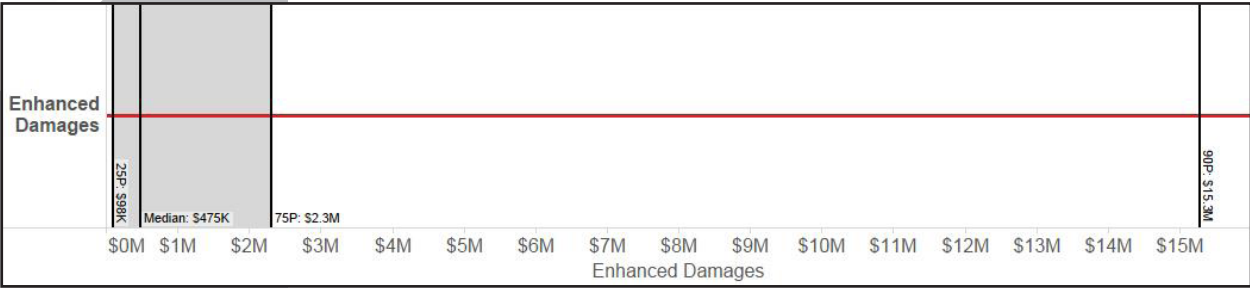 Enhanced
Damages
25P: $98K
Median: $475K
75P: $2.3M
90P: $15.3M
$0M $1M $2M $3M $4M $5M $6M $7M $8M $9M $10M $11M $12M $13M $14M $15M
Enhanced Damages